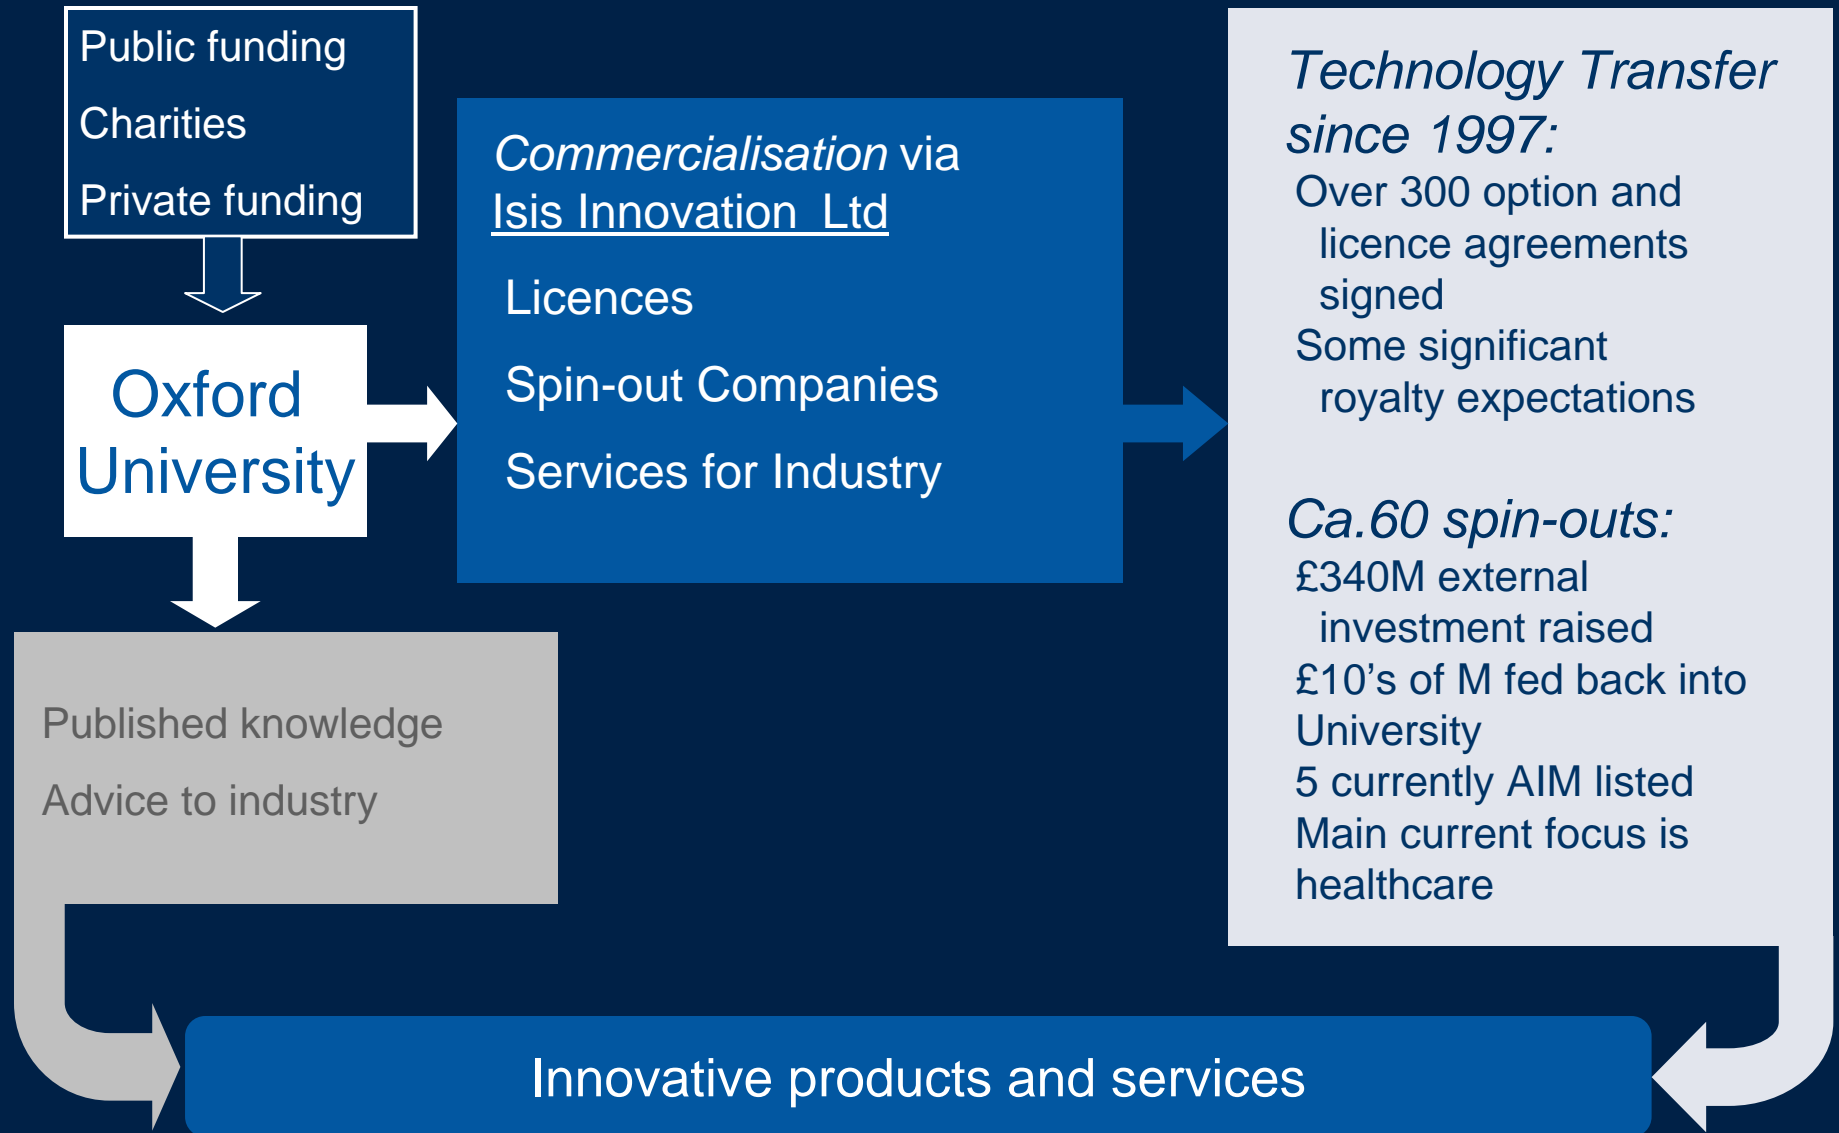 Public funding
Charities
Private funding
Oxford
University
Published knowledge
Advice to industry
Commercialisation via
Isis Innovation Ltd
Licences
Spin-out Companies
Services for Industry
Technology Transfer
since 1997:
Over 300 option and
licence agreements
signed
Some significant
royalty expectations
Ca.60 spin-outs:
£340M external
investment raised
£10’s of M fed back into
University
5 currently AIM listed
Main current focus is
healthcare
Innovative products and services